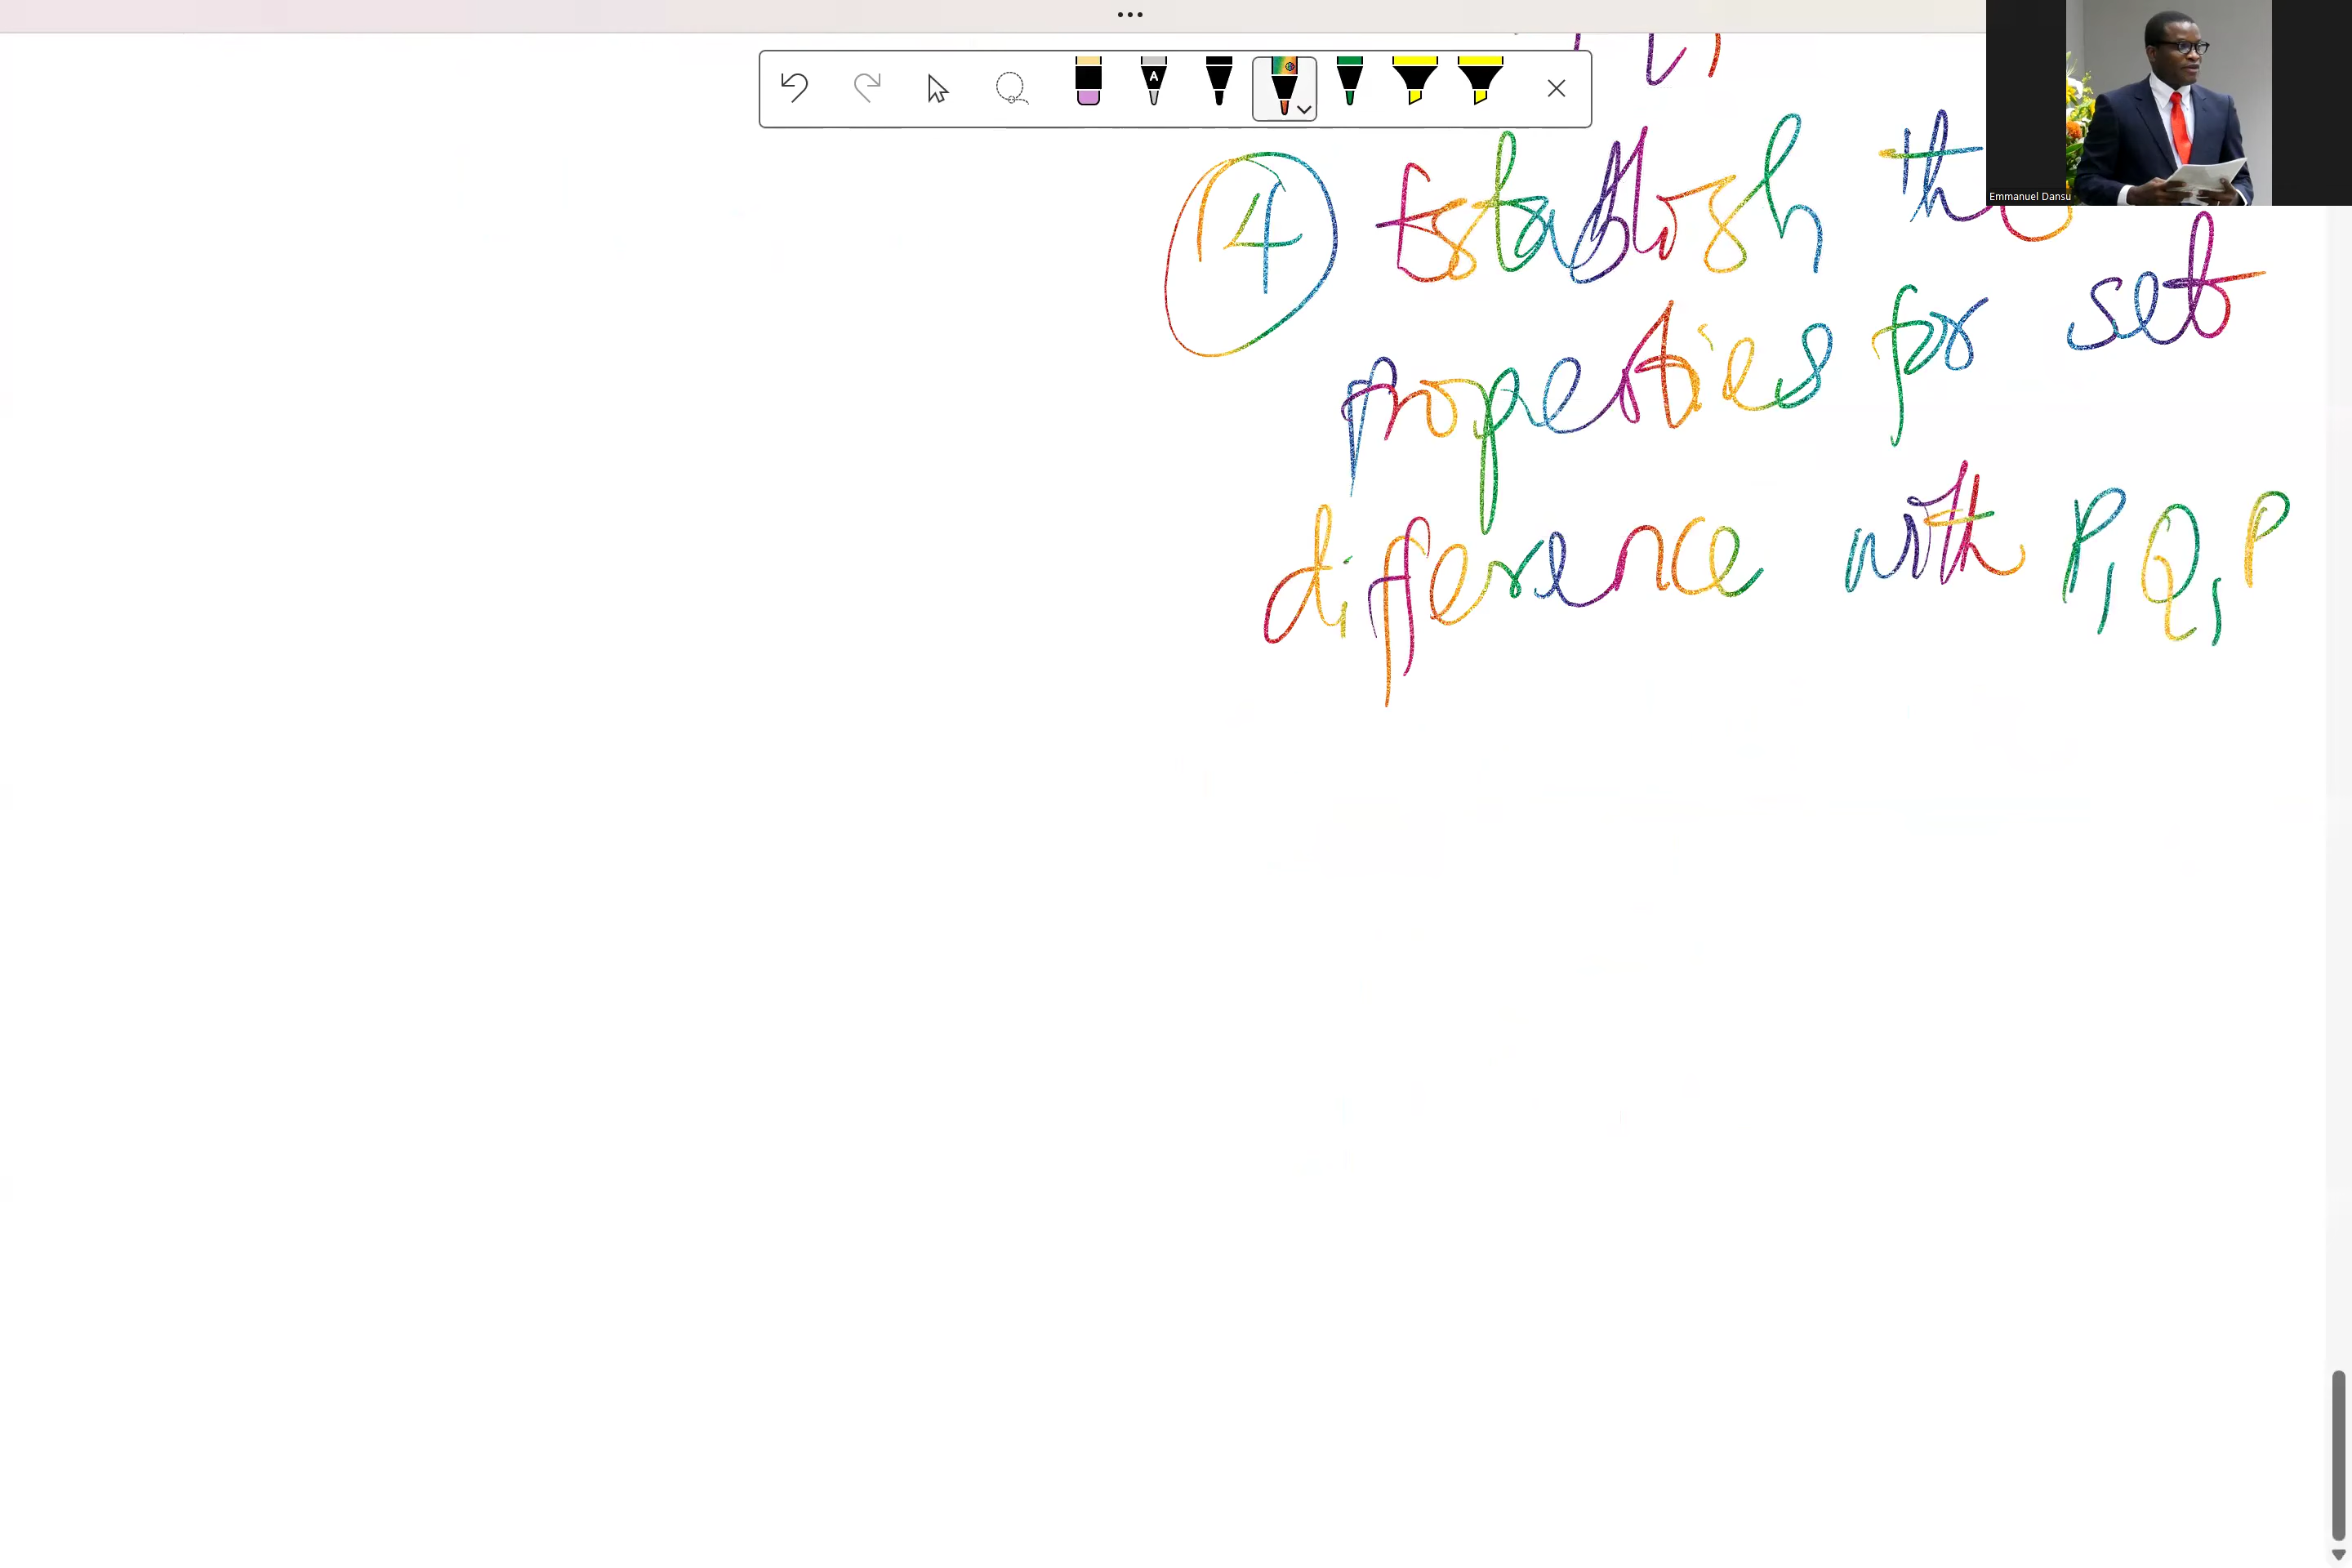 Emmanuel Dansu
④ Establish the
properties for set
difference with P, Q, P